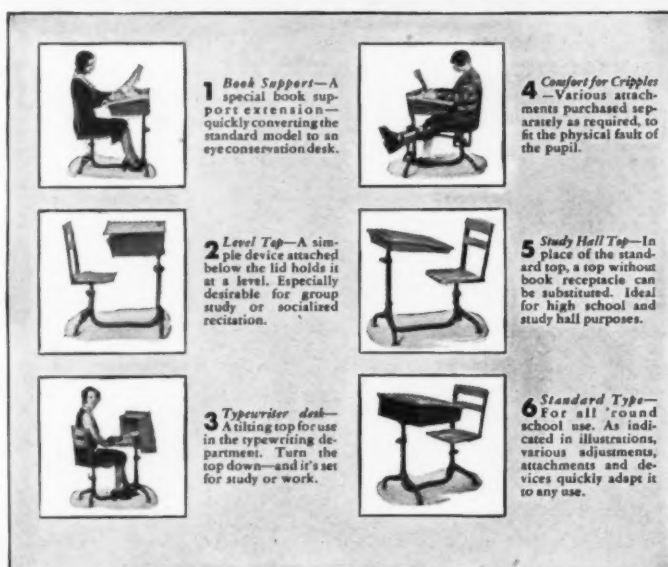 1 Book Support—A
special book sup-
port extension—
quickly converting the
standard model to an
eye conservation desk.
2 Level Top—A sim-
ple device attached
below the lid holds it
at a level. Especially
desirable for group
study or socialized
recitation.
3 Typewriter desk—
A tilting top for use
in the typewriting de-
partment. Turn the
top down—and it's set
for study or work.
4 Comfort for Cripples
—Various attach-
ments purchased sep-
arately as required, to
fit the physical fault of
the pupil.
5 Study Hall Top—In
place of the stand-
ard top, a top without
book receptacle can
be substituted. Ideal
for high school and
study hall purposes.
6 Standard Type—
For all 'round
school use. As indi-
cated in illustrations,
various adjustments,
attachments and de-
vices quickly adapt it
to any use.